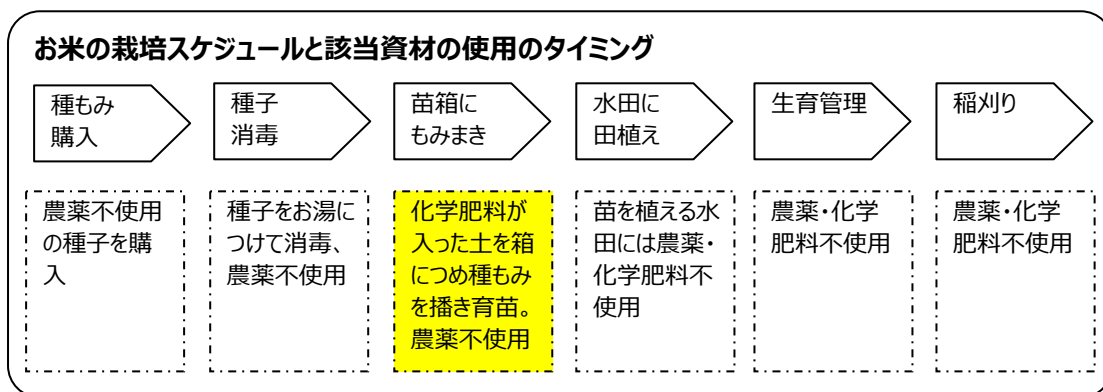 お米の栽培スケジュールと該当資材の使用のタイミング
種もみ
購入
種子
消毒
苗箱に
もみまき
水田に
田植え
生育管理
稲刈り
農薬不使用
の種子を購
入
種子をお湯に
つけて消毒、
農薬不使用
化学肥料が
入った土を箱
につめ種もみ
を播き育苗。
農薬不使用
苗を植える水
田には農薬・
化学肥料不
使用
農薬・化学
肥料不使用
農薬・化学
肥料不使用